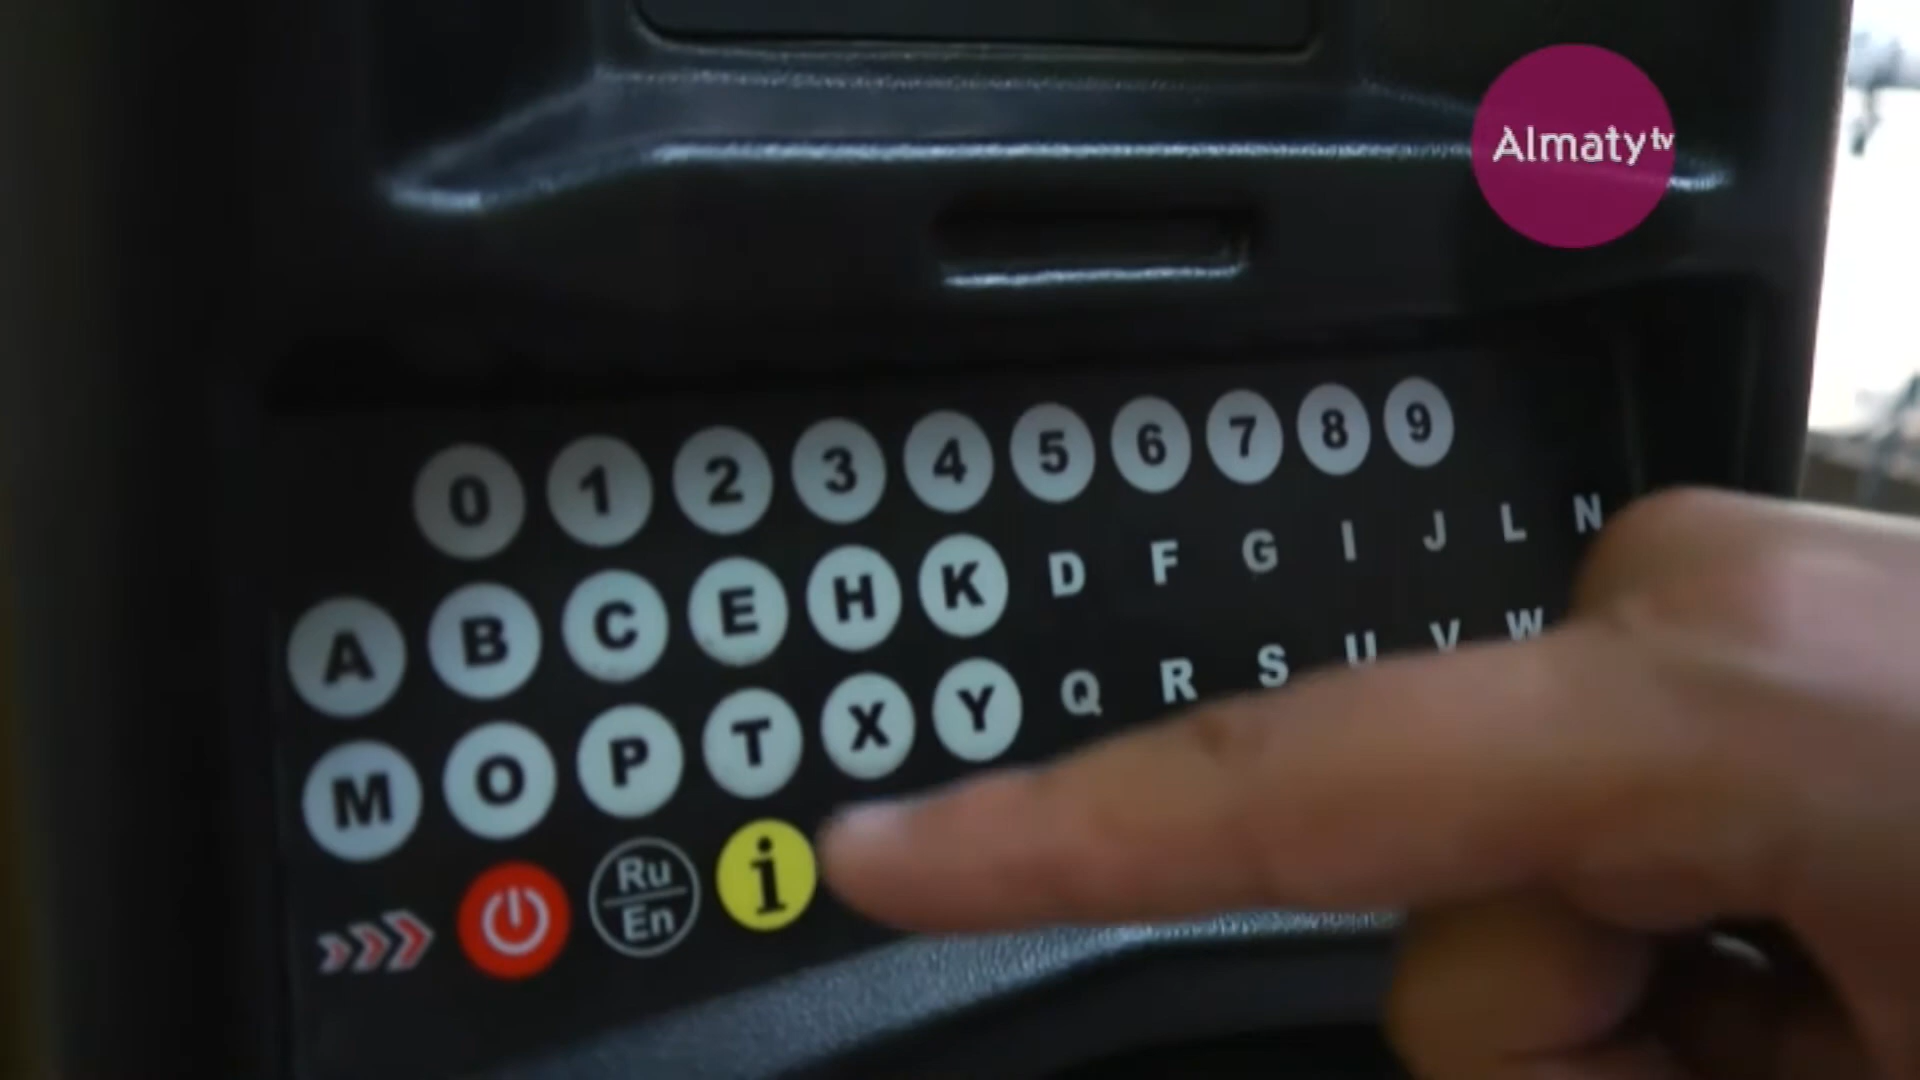 Almaty tv
0 1 2 3 4 5 6 7 8 9
A B C E H K D F G I J L N
M O P T X Y Q R S U V W
Ru
En
i